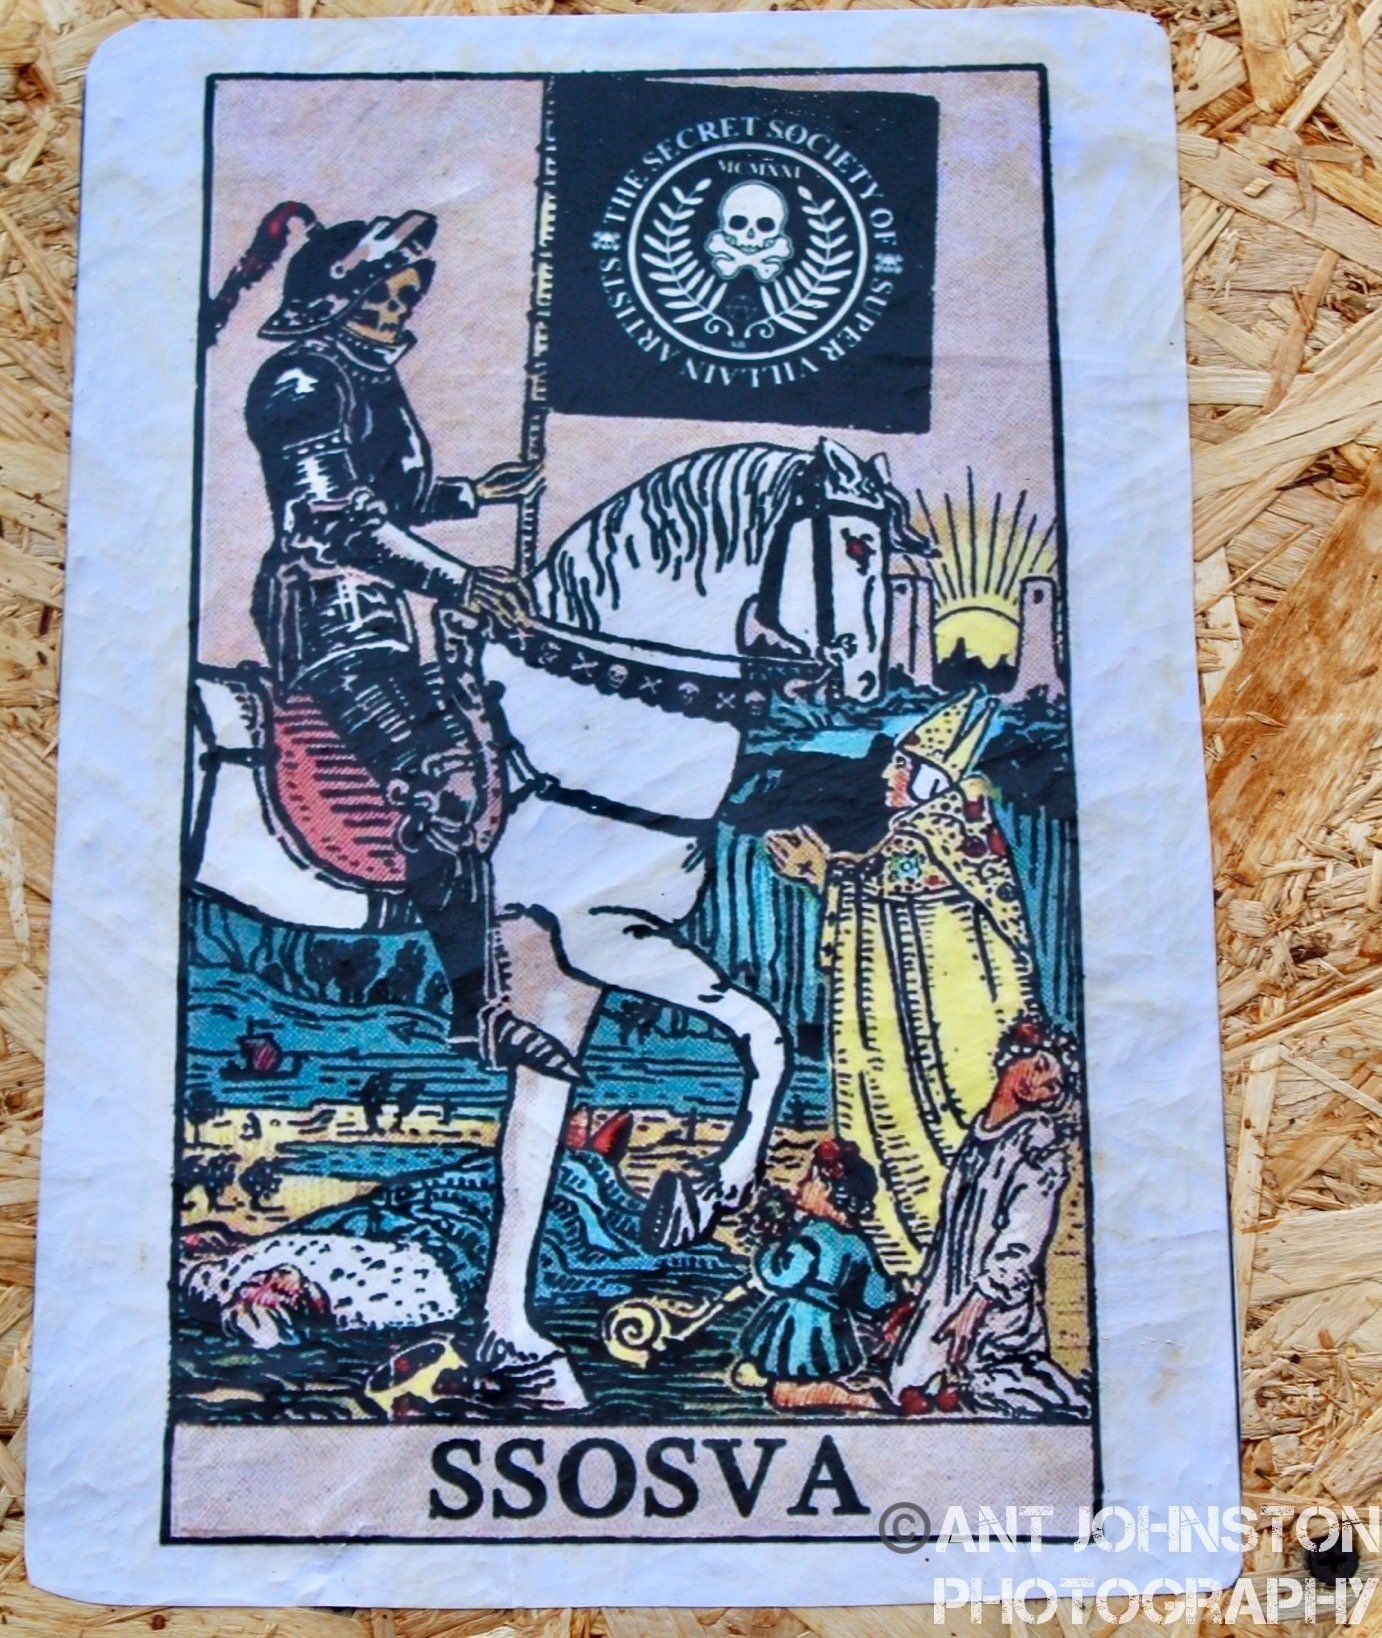 THE SECRET SOCIETY OF SUPER VILLAIN ARTISTS
MCMXXI
SSOSVA
©ANT JOHNSTON
PHOTOGRAPHY